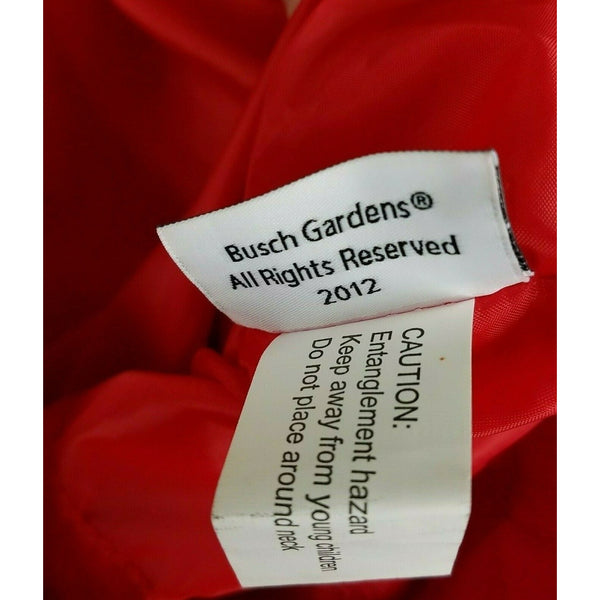 Busch Gardens®
All Rights Reserved
2012
CAUTION:
Entanglement hazard
Keep away from young children
Do not place around neck